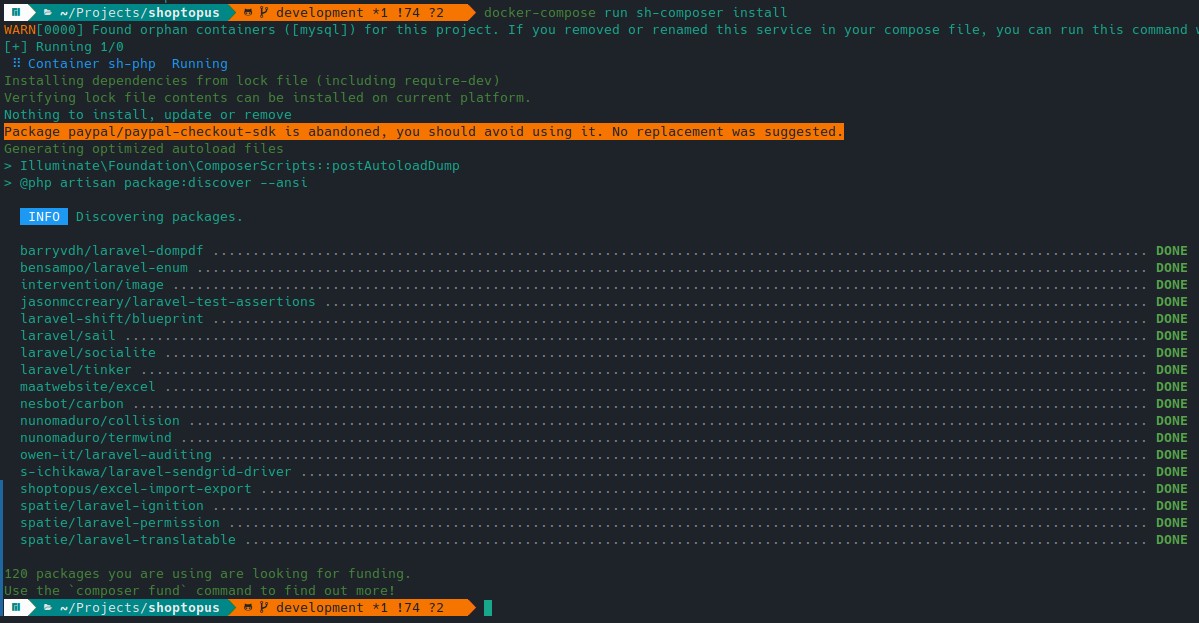 ~/Projects/shoptopus development *1 !74 ?2 docker-compose run sh-composer install
WARN[0000] Found orphan containers ([mysql]) for this project. If you removed or renamed this service in your compose file, you can run this command w
[+] Running 1/0
⠿ Container sh-php Running
Installing dependencies from lock file (including require-dev)
Verifying lock file contents can be installed on current platform.
Nothing to install, update or remove
Package paypal/paypal-checkout-sdk is abandoned, you should avoid using it. No replacement was suggested.
Generating optimized autoload files
> Illuminate\Foundation\ComposerScripts::postAutoloadDump
> @php artisan package:discover --ansi
INFO Discovering packages.
barryvdh/laravel-dompdf ..................................................................................................................... DONE
bensampo/laravel-enum ....................................................................................................................... DONE
intervention/image .......................................................................................................................... DONE
jasonmccreary/laravel-test-assertions ....................................................................................................... DONE
laravel-shift/blueprint ..................................................................................................................... DONE
laravel/sail ................................................................................................................................ DONE
laravel/socialite ........................................................................................................................... DONE
laravel/tinker .............................................................................................................................. DONE
maatwebsite/excel ........................................................................................................................... DONE
nesbot/carbon ............................................................................................................................... DONE
nunomaduro/collision ........................................................................................................................ DONE
nunomaduro/termwind ......................................................................................................................... DONE
owen-it/laravel-auditing .................................................................................................................... DONE
s-ichikawa/laravel-sendgrid-driver .......................................................................................................... DONE
shoptopus/excel-import-export ............................................................................................................... DONE
spatie/laravel-ignition ..................................................................................................................... DONE
spatie/laravel-permission ................................................................................................................... DONE
spatie/laravel-translatable ................................................................................................................. DONE
120 packages you are using are looking for funding.
Use the `composer fund` command to find out more!
~/Projects/shoptopus development *1 !74 ?2